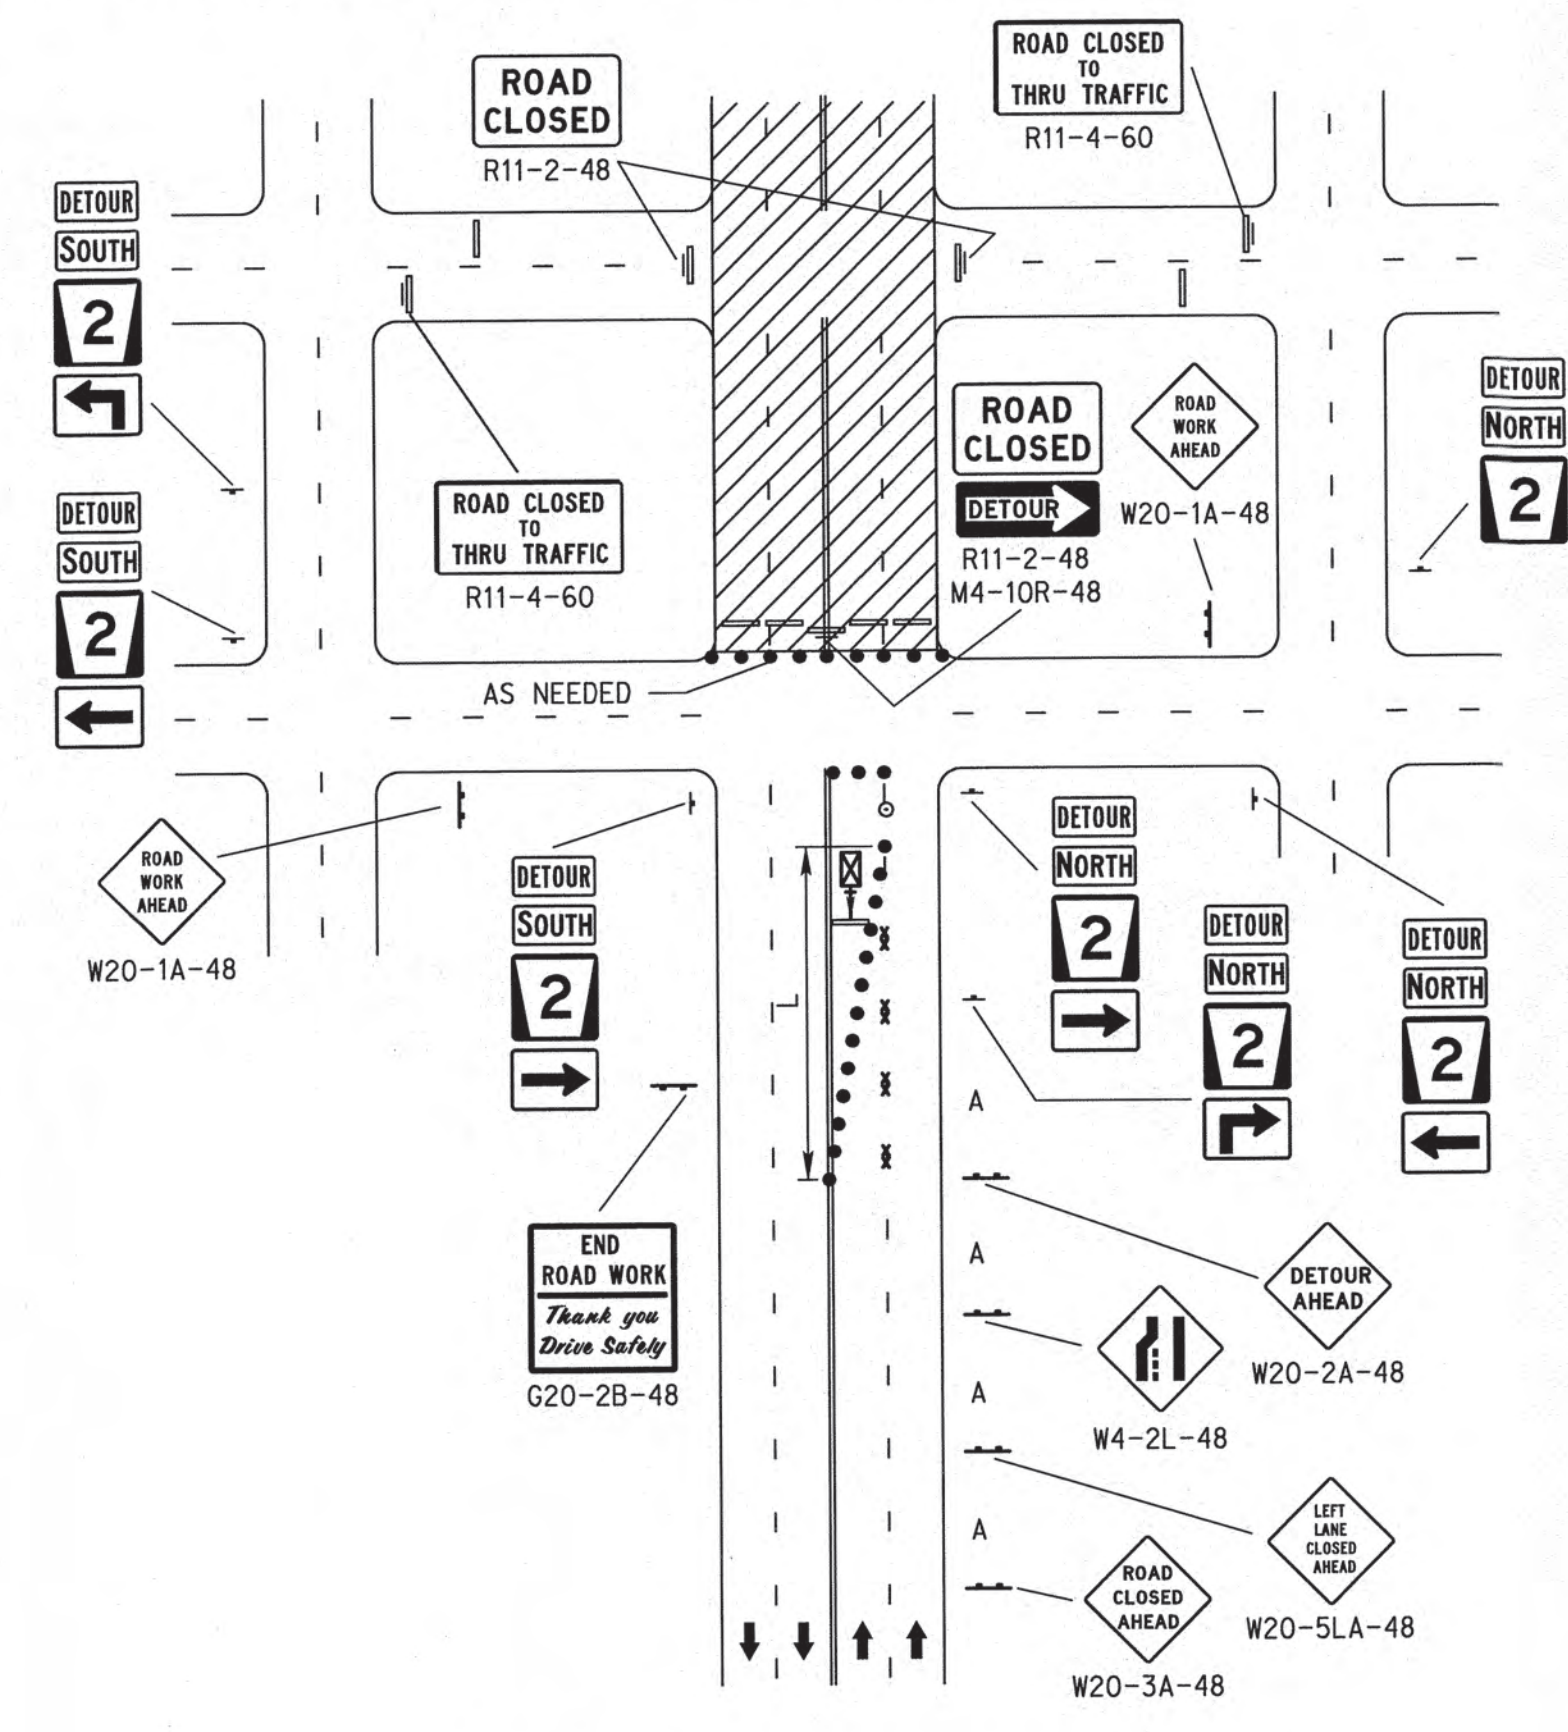 ROAD CLOSED
TO
THRU TRAFFIC
R11-4-60
ROAD
CLOSED
R11-2-48
DETOUR
SOUTH
2
DETOUR
NORTH
2
ROAD
CLOSED
DETOUR
R11-2-48
M4-10R-48
ROAD
WORK
AHEAD
W20-1A-48
ROAD CLOSED
TO
THRU TRAFFIC
R11-4-60
DETOUR
SOUTH
2
AS NEEDED
ROAD
WORK
AHEAD
W20-1A-48
DETOUR
SOUTH
2
L
DETOUR
NORTH
2
DETOUR
NORTH
2
DETOUR
NORTH
2
A
A
A
A
END
ROAD WORK
Thank you
Drive Safely
G20-2B-48
DETOUR
AHEAD
W20-2A-48
W4-2L-48
LEFT
LANE
CLOSED
AHEAD
W20-5LA-48
ROAD
CLOSED
AHEAD
W20-3A-48